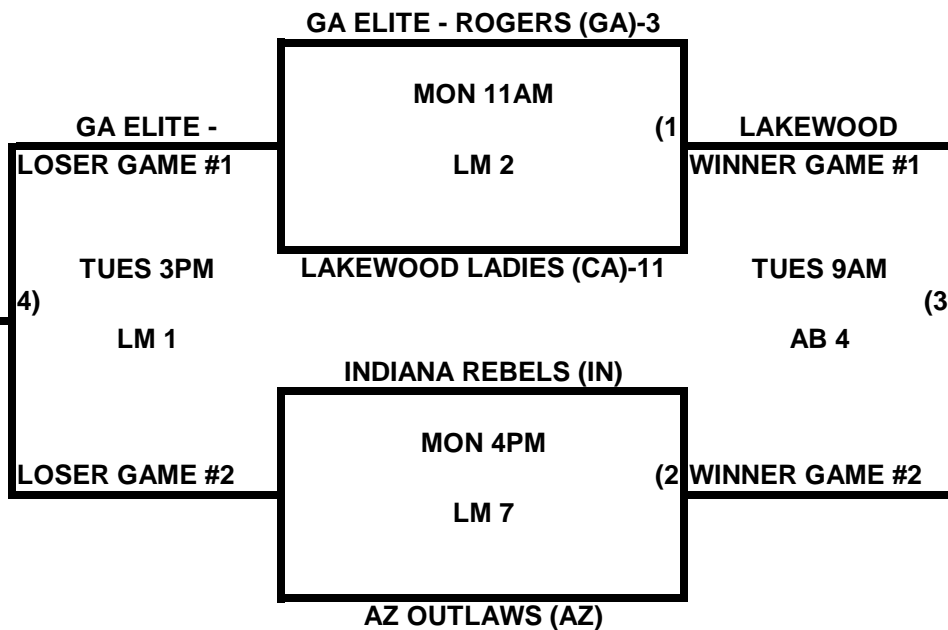 GA ELITE - ROGERS (GA)-3
MON 11AM
GA ELITE -
(1
LAKEWOOD
LOSER GAME #1
LM 2
WINNER GAME #1
LAKEWOOD LADIES (CA)-11
TUES 3PM
TUES 9AM
4)
(3
LM 1
AB 4
INDIANA REBELS (IN)
MON 4PM
LOSER GAME #2
(2
WINNER GAME #2
LM 7
AZ OUTLAWS (AZ)